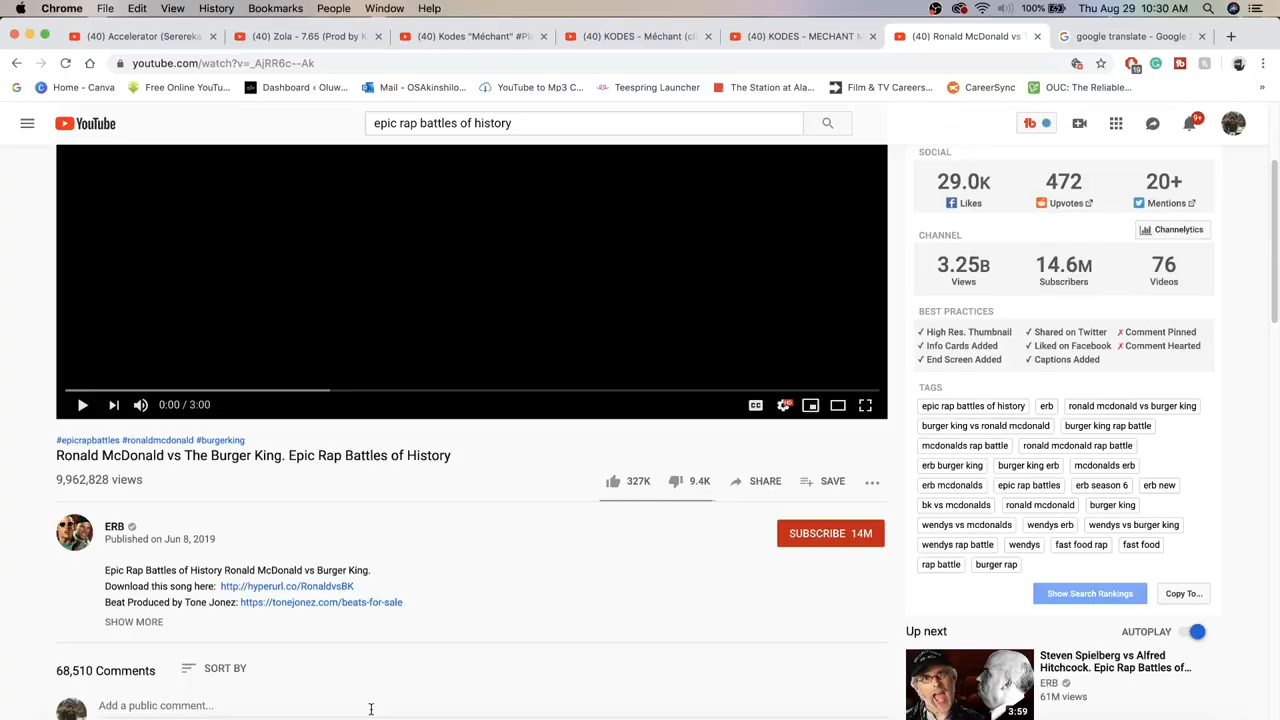 Chrome File Edit View History Bookmarks People Window Help 100% Thu Aug 29 10:30 AM
(40) Accelerator (Sererek (40) Zola - 7.65 (Prod by K (40) Kodes "Méchant" #Pl (40) KODES - Méchant (cli (40) KODES - MECHANT M (40) Ronald McDonald vs T google translate - Google
youtube.com/watch?v=_AjRR6c--Ak 19
Home - Canva Free Online YouTu... Dashboard ‹ Oluw... Mail - OSAkinshilo... YouTube to Mp3 C... Teespring Launcher The Station at Ala... Film & TV Careers... CareerSync OUC: The Reliable... »
YouTube epic rap battles of history tb 9+
SOCIAL
29.0K 472 20+
Likes Upvotes Mentions
CHANNEL Channelytics
3.25B 14.6M 76
Views Subscribers Videos
BEST PRACTICES
✓ High Res. Thumbnail ✓ Shared on Twitter ✗ Comment Pinned
✓ Info Cards Added ✓ Liked on Facebook ✗ Comment Hearted
✓ End Screen Added ✓ Captions Added
TAGS
epic rap battles of history erb ronald mcdonald vs burger king
burger king vs ronald mcdonald burger king rap battle
mcdonalds rap battle ronald mcdonald rap battle
erb burger king burger king erb mcdonalds erb
erb mcdonalds epic rap battles erb season 6 erb new
bk vs mcdonalds ronald mcdonald burger king
wendys vs mcdonalds wendys erb wendys vs burger king
wendys rap battle wendys fast food rap fast food
rap battle burger rap
Show Search Rankings Copy To...
0:00 / 3:00 CC HD
#epicrapbattles #ronaldmcdonald #burgerking
Ronald McDonald vs The Burger King. Epic Rap Battles of History
9,962,828 views 327K 9.4K SHARE SAVE
ERB
Published on Jun 8, 2019
SUBSCRIBE 14M
Epic Rap Battles of History Ronald McDonald vs Burger King.
Download this song here: http://hyperurl.co/RonaldvsBK
Beat Produced by Tone Jonez: https://tonejonez.com/beats-for-sale
SHOW MORE
68,510 Comments SORT BY
Add a public comment...
Up next AUTOPLAY
Steven Spielberg vs Alfred
Hitchcock. Epic Rap Battles of...
ERB
61M views
3:59